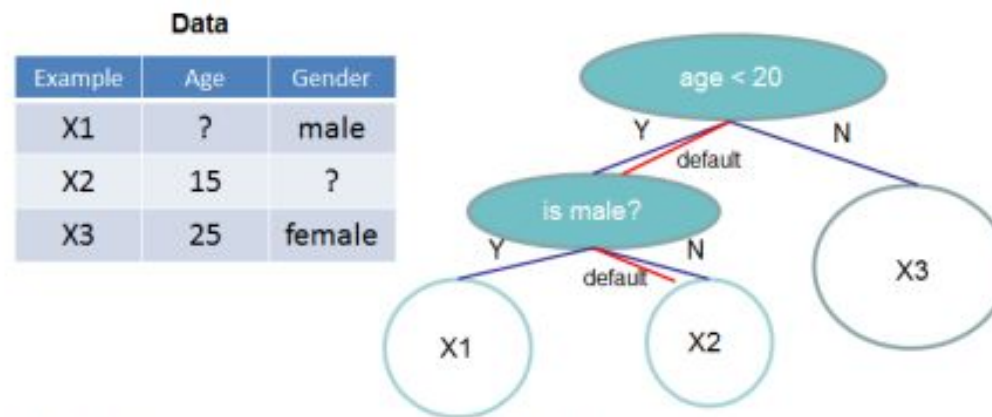 Data
Example Age Gender
X1 ? male
X2 15 ?
X3 25 female
age < 20
Y N
default
is male?
Y N
default
X1 X2 X3